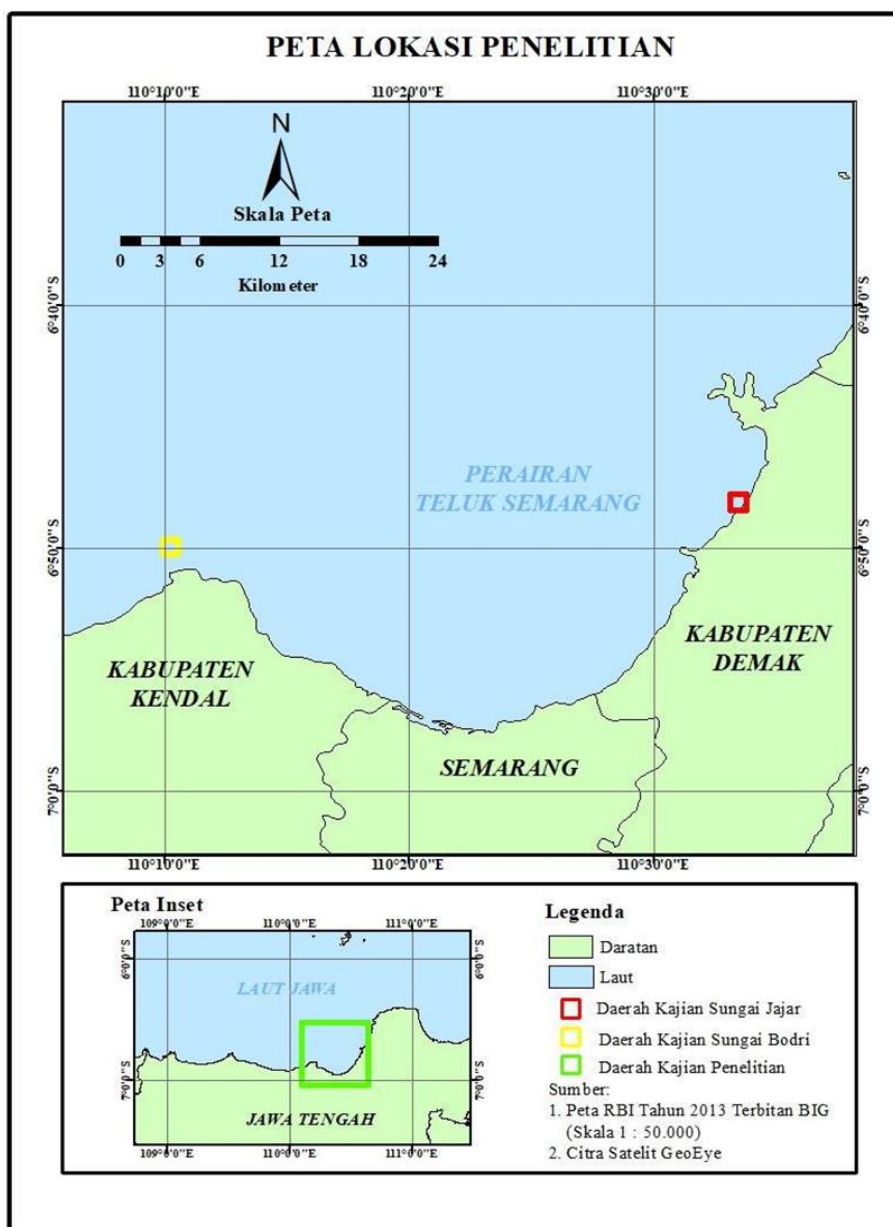 PETA LOKASI PENELITIAN
110°10'0"E 110°20'0"E 110°30'0"E
N
Skala Peta
0 3 6 12 18 24
Kilometer
6°40'0"S 6°40'0"S
PERAIRAN
TELUK SEMARANG
6°50'0"S 6°50'0"S
KABUPATEN
KENDAL
KABUPATEN
DEMAK
SEMARANG
7°0'0"S 7°0'0"S
110°10'0"E 110°20'0"E 110°30'0"E
Peta Inset
109°0'0"E 110°0'0"E 111°0'0"E
6°0'0"S 6°0'0"S
LAUT JAWA
7°0'0"S 7°0'0"S
JAWA TENGAH
109°0'0"E 110°0'0"E 111°0'0"E
Legenda
Daratan
Laut
Daerah Kajian Sungai Jajar
Daerah Kajian Sungai Bodri
Daerah Kajian Penelitian
Sumber:
1. Peta RBI Tahun 2013 Terbitan BIG
(Skala 1 : 50.000)
2. Citra Satelit GeoEye